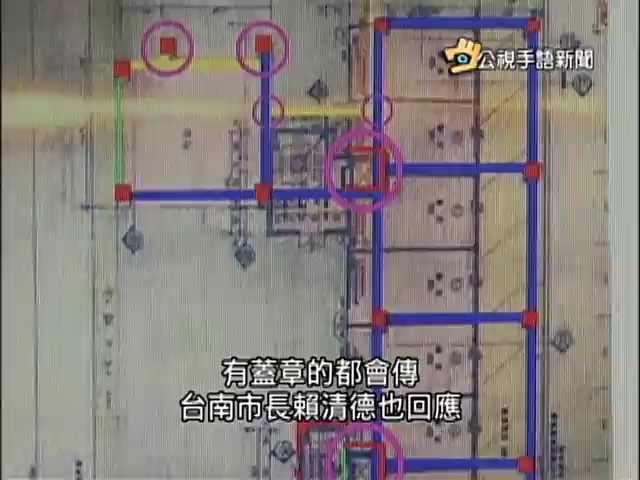 公視手語新聞
有蓋章的都會傳
台南市長賴清德也回應